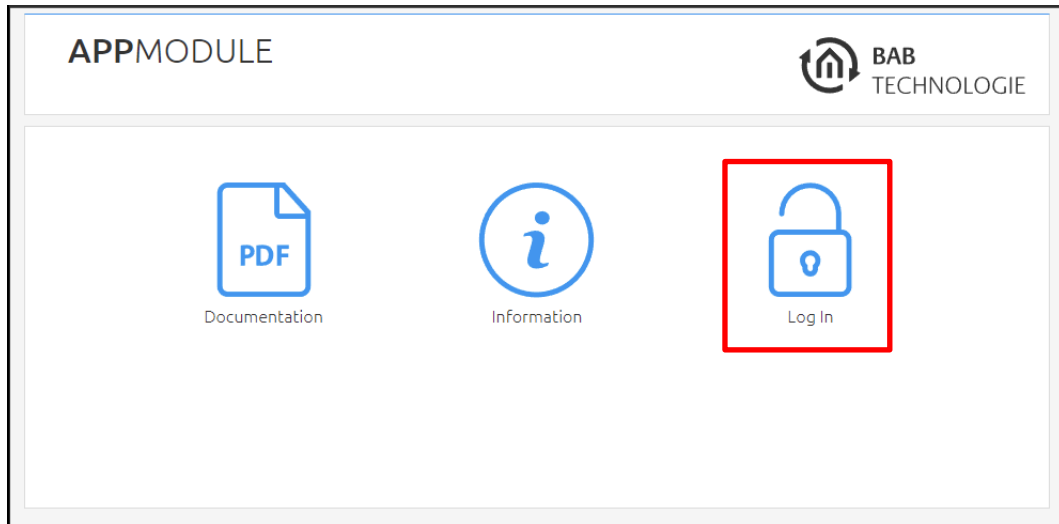 APPMODULE
BAB
TECHNOLOGIE
PDF
i
Documentation
Information
Log In